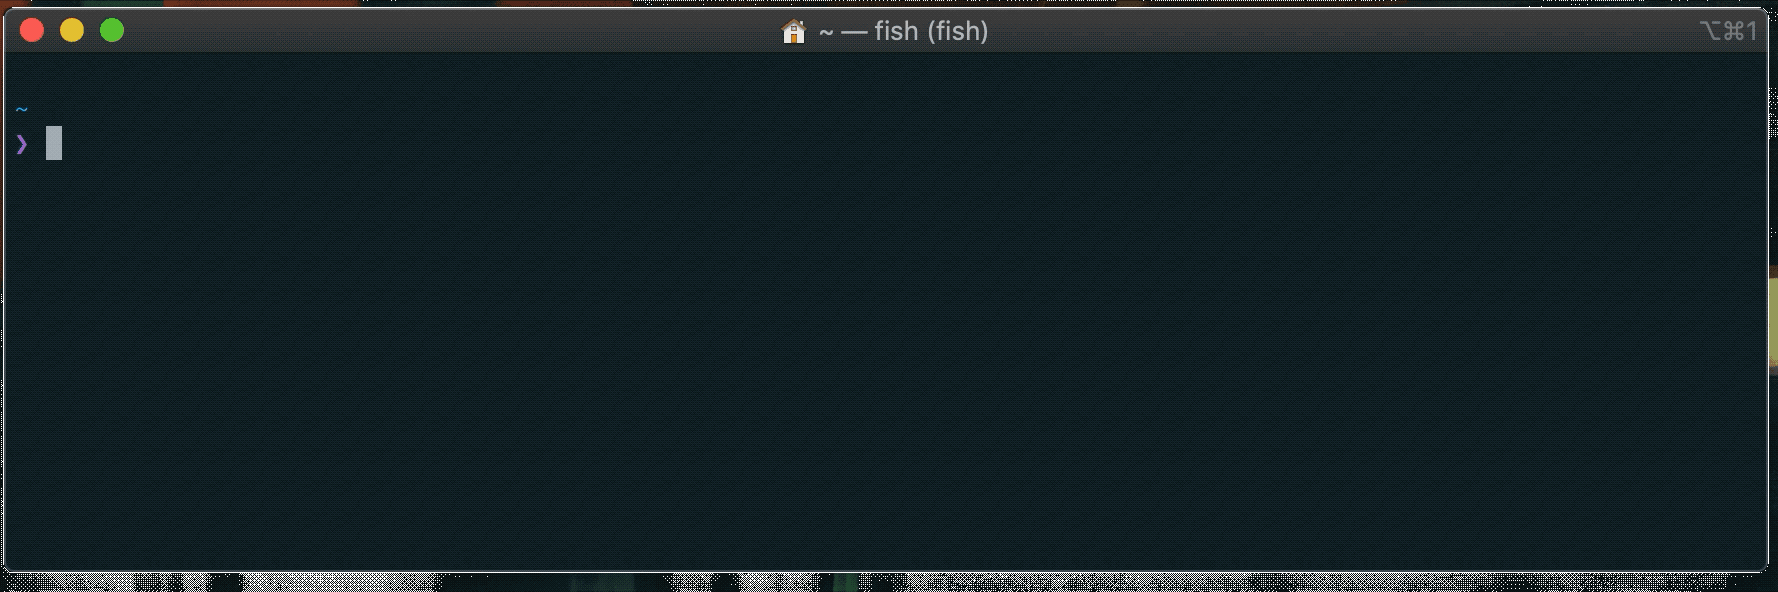 ~ — fish (fish) ⌥⌘1
~
❯